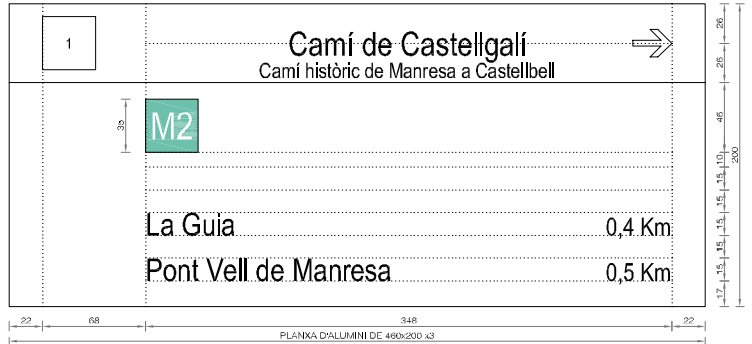 1
Camí de Castellgalí
Camí històric de Manresa a Castellbell
M2
35
La Guia 0,4 Km
Pont Vell de Manresa 0,5 Km
26
26
46
10
15
15
15
15
15
17
200
22 68 348 22
PLANXA D'ALUMINI DE 460x200 x3